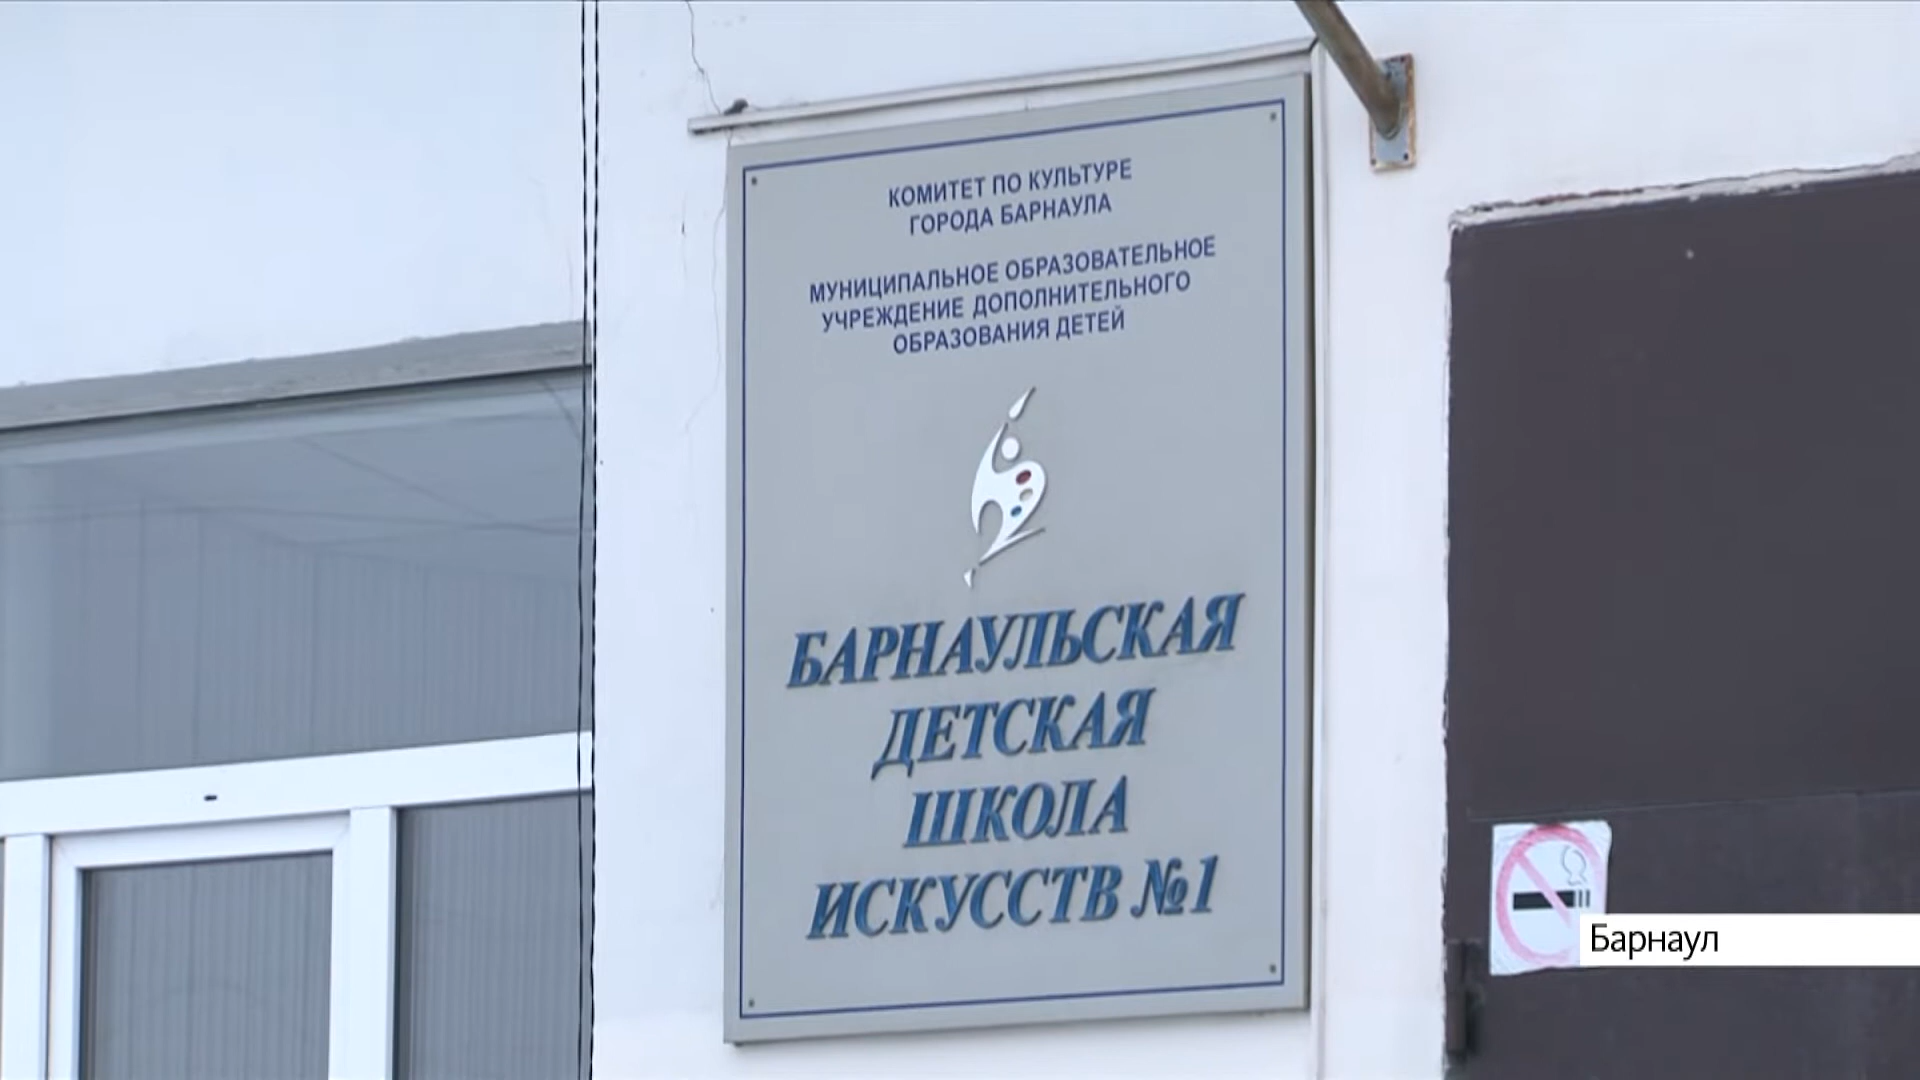 КОМИТЕТ ПО КУЛЬТУРЕ
ГОРОДА БАРНАУЛА
МУНИЦИПАЛЬНОЕ ОБРАЗОВАТЕЛЬНОЕ
УЧРЕЖДЕНИЕ ДОПОЛНИТЕЛЬНОГО
ОБРАЗОВАНИЯ ДЕТЕЙ
БАРНАУЛЬСКАЯ
ДЕТСКАЯ
ШКОЛА
ИСКУССТВ №1
Барнаул